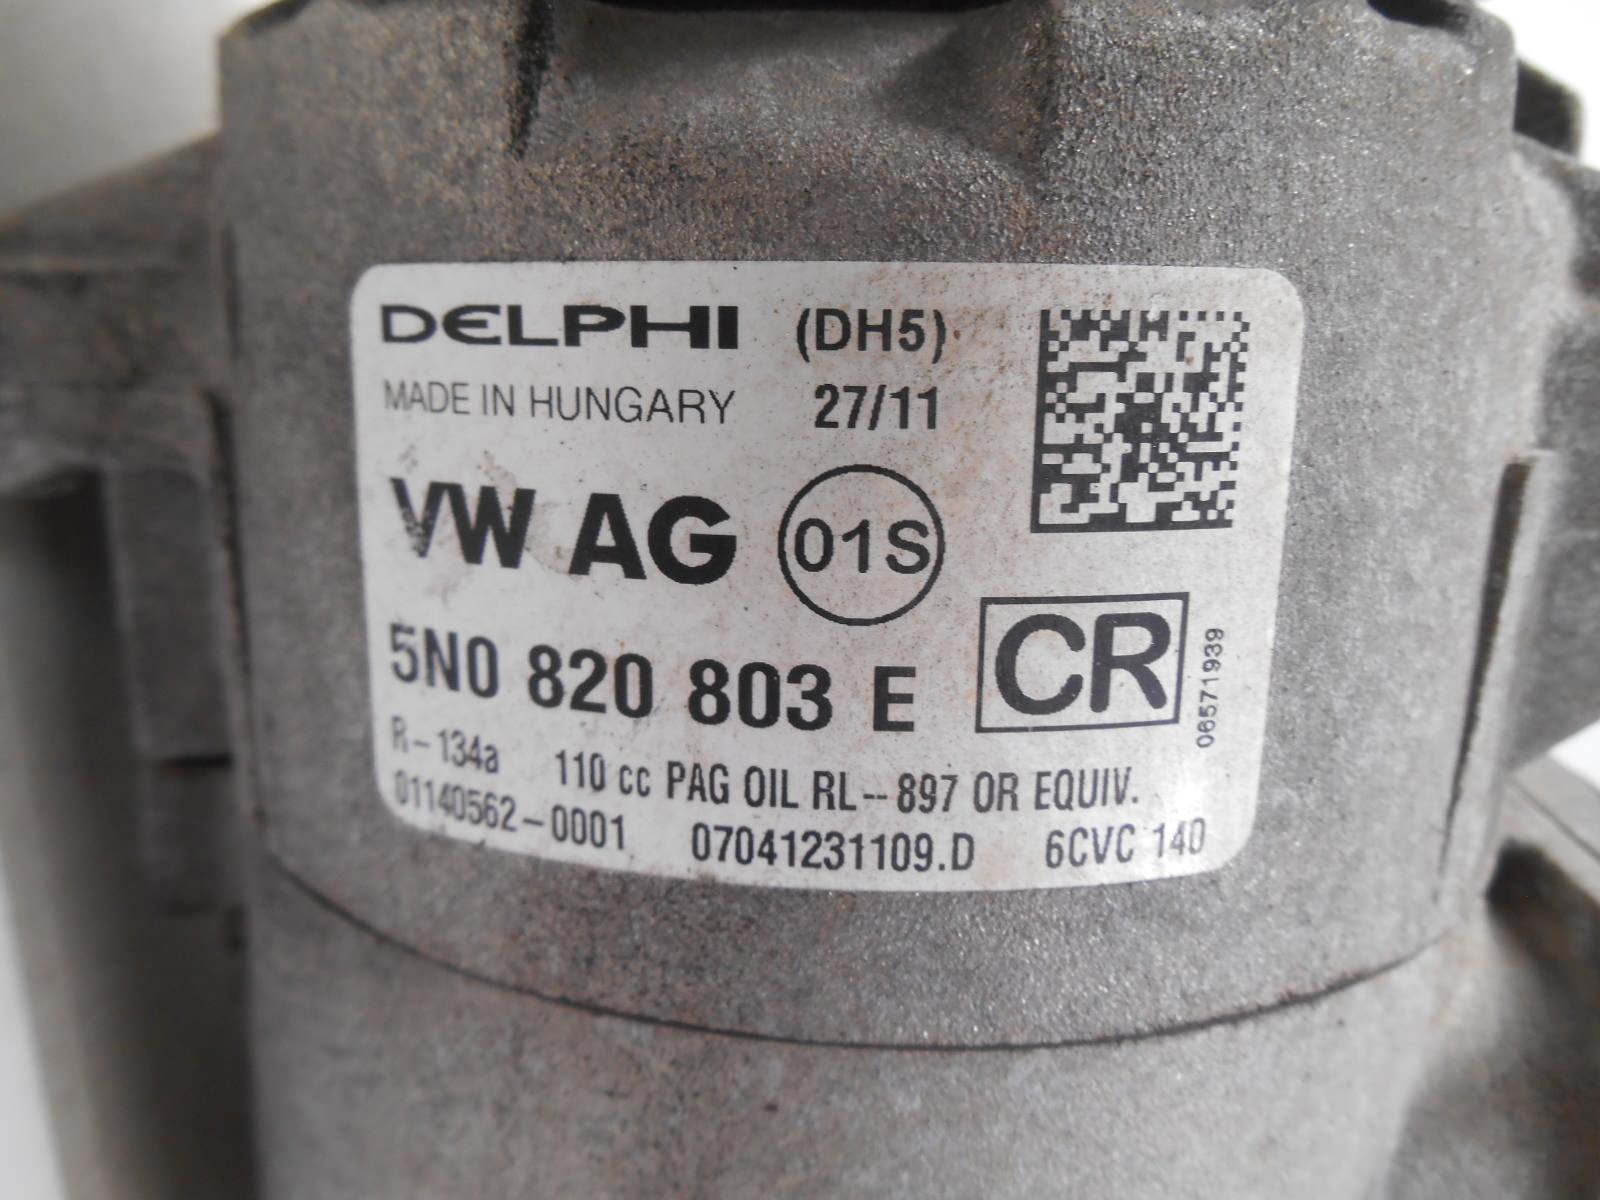 DELPHI (DH5)
MADE IN HUNGARY 27/11
VW AG 01S
5N0 820 803 E CR
06571939
R-134a 110 cc PAG OIL RL--897 OR EQUIV.
01140562-0001 07041231109.D 6CVC 140